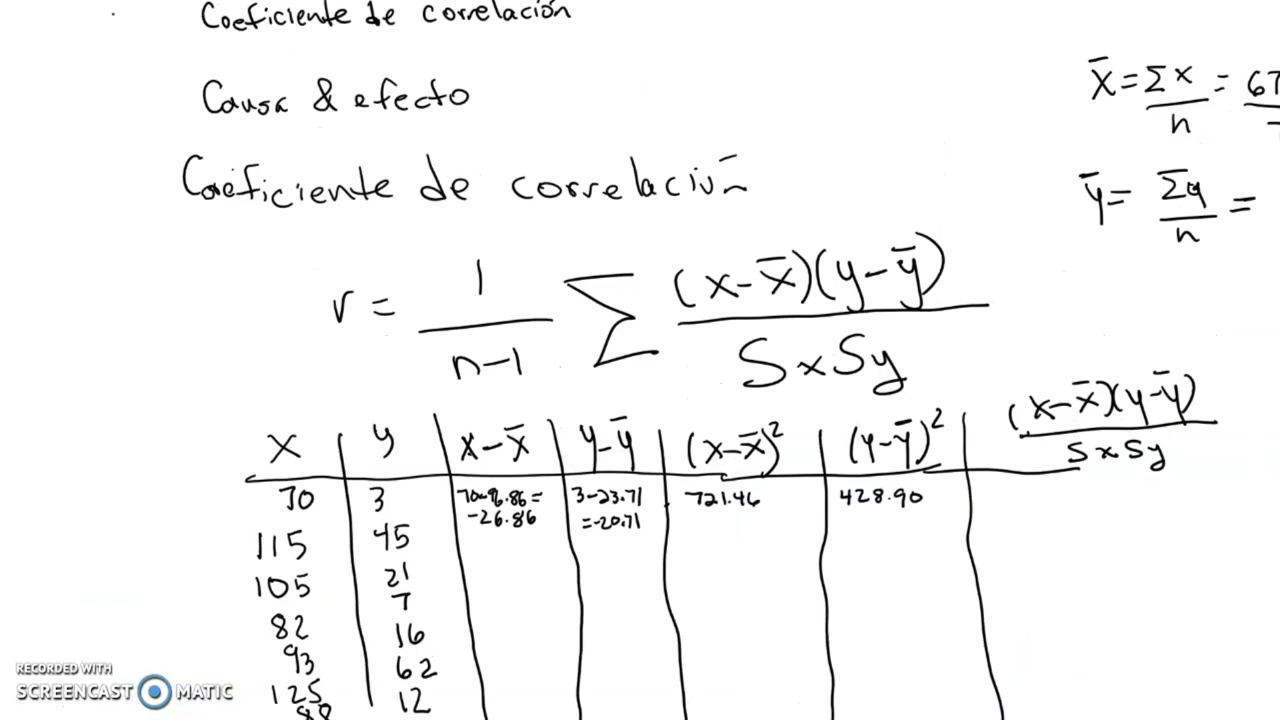 Coeficiente de correlación
Causa & efecto
Coeficiente de correlación
x̄ = Σx/n = 67
ȳ = Σy/n =
r = 1/(n-1) Σ (x-x̄)(y-ȳ)/SxSy
x | y | x-x̄ | y-ȳ | (x-x̄)² | (y-ȳ)² | (x-x̄)(y-ȳ)/SxSy
70 | 3 | 70-96.86= | 3-23.71 | 721.46 | 428.90
-26.86 | =-20.71
115 | 45
105 | 21
82 | 7
93 | 16
125 | 62
88 | 12
RECORDED WITH
SCREENCAST MATIC